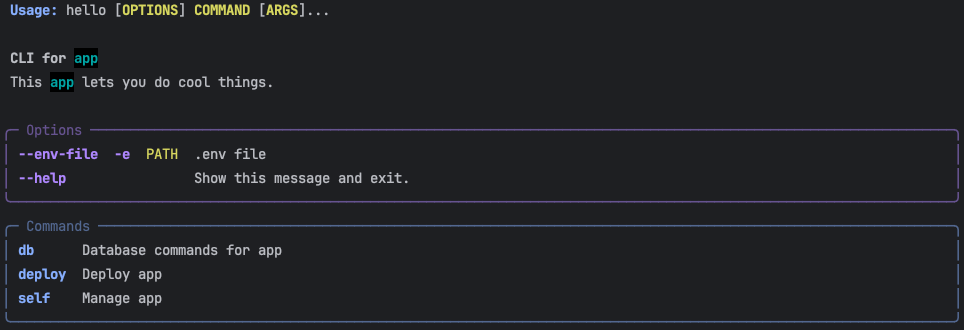 Usage: hello [OPTIONS] COMMAND [ARGS]...
CLI for app
This app lets you do cool things.
Options
--env-file -e PATH .env file
--help Show this message and exit.
Commands
db Database commands for app
deploy Deploy app
self Manage app